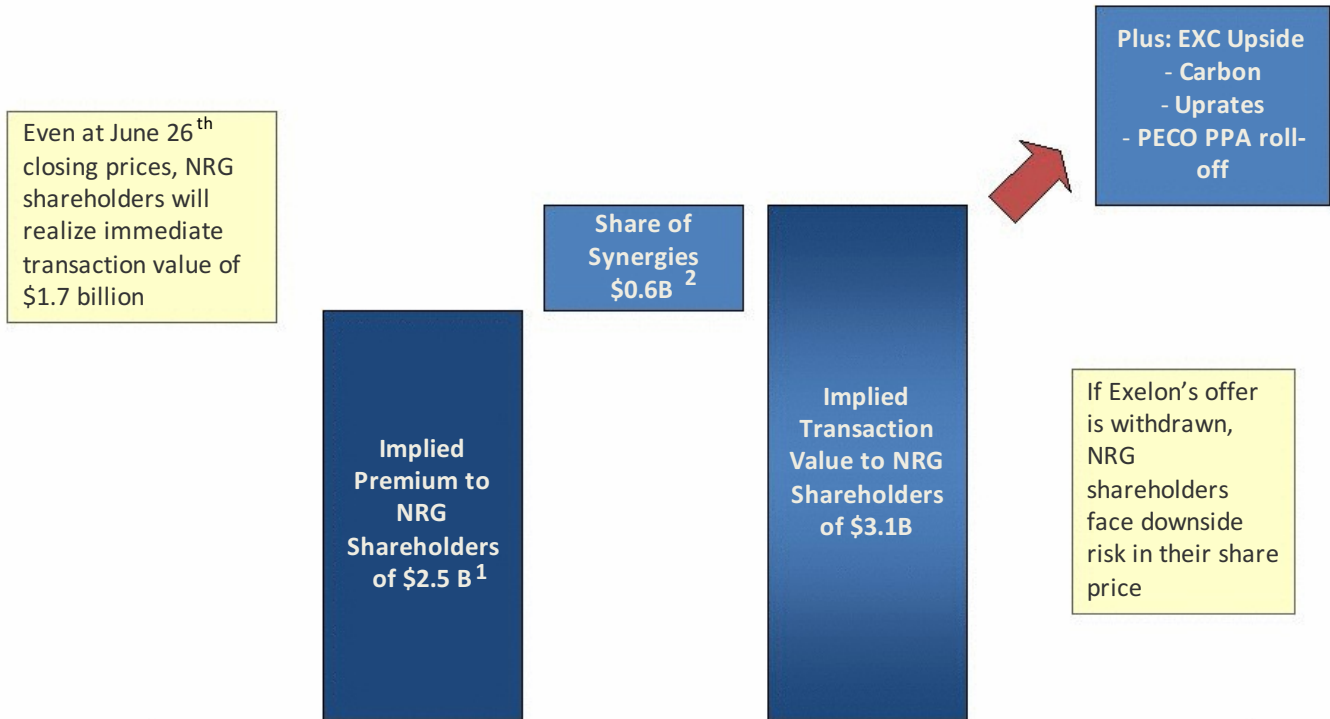 Even at June 26th
closing prices, NRG
shareholders will
realize immediate
transaction value of
$1.7 billion
Implied
Premium to
NRG
Shareholders
of $2.5 B1
Share of
Synergies
$0.6B 2
Implied
Transaction
Value to NRG
Shareholders
of $3.1B
Plus: EXC Upside
- Carbon
- Uprates
- PECO PPA roll-
off
If Exelon’s offer
is withdrawn,
NRG
shareholders
face downside
risk in their share
price